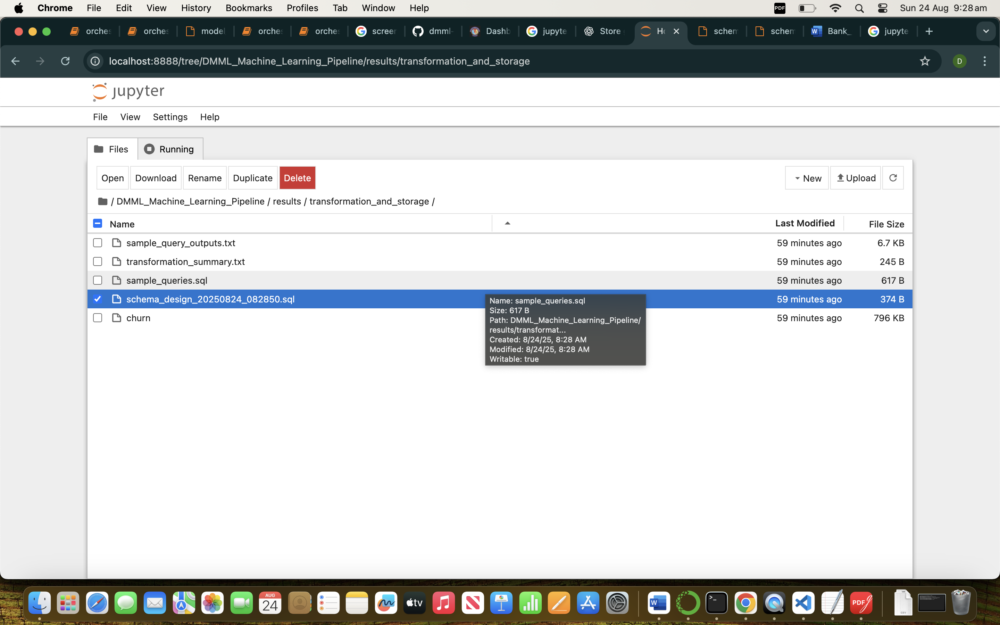 Chrome File Edit View History Bookmarks Profiles Tab Window Help PDF Sun 24 Aug 9:28 am
orches orches model orches orches screen dmml- Dashb jupyte Store Ho schem schem Bank_ jupyte
localhost:8888/tree/DMML_Machine_Learning_Pipeline/results/transformation_and_storage D
jupyter
File View Settings Help
Files Running
Open Download Rename Duplicate Delete New Upload
/ DMML_Machine_Learning_Pipeline / results / transformation_and_storage /
Name Last Modified File Size
sample_query_outputs.txt 59 minutes ago 6.7 KB
transformation_summary.txt 59 minutes ago 245 B
sample_queries.sql 59 minutes ago 617 B
schema_design_20250824_082850.sql 59 minutes ago 374 B
churn 59 minutes ago 796 KB
Name: sample_queries.sql
Size: 617 B
Path: DMML_Machine_Learning_Pipeline/
results/transformat...
Created: 8/24/25, 8:28 AM
Modified: 8/24/25, 8:28 AM
Writable: true
AUG
24
tv
W
PDF
CSV